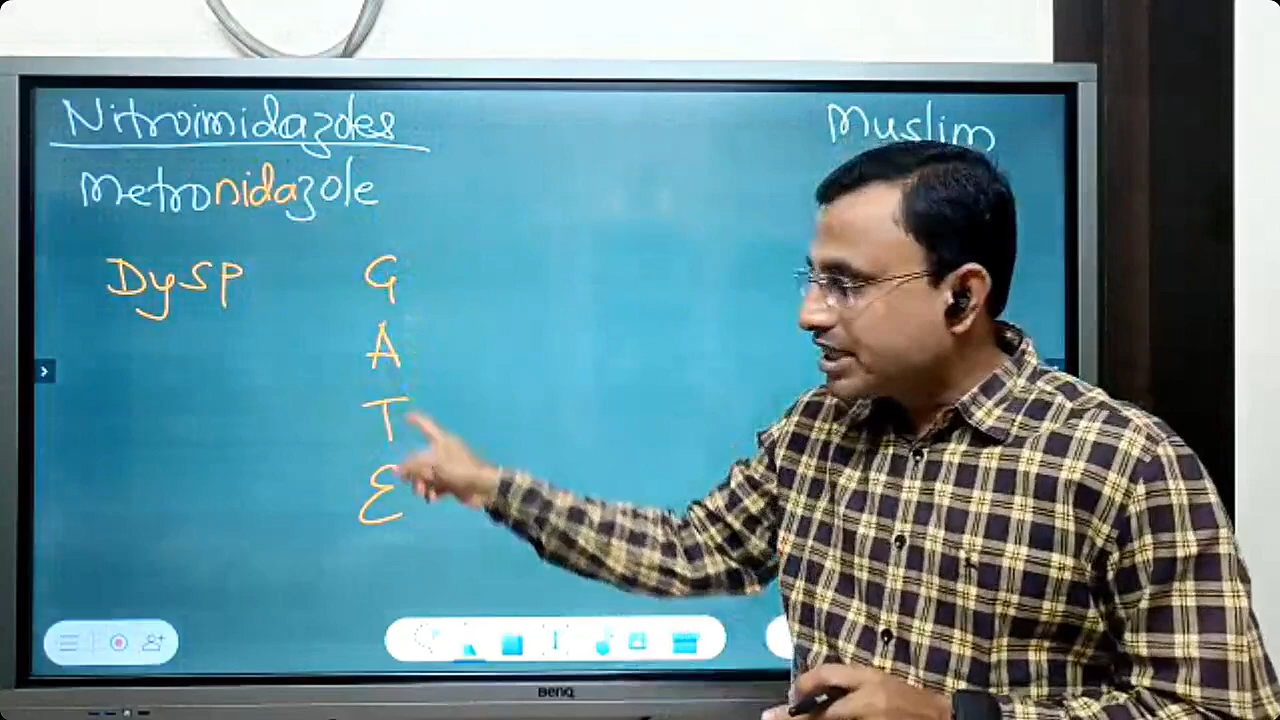 Nitroimidazoles
Muslim
Metronidazole
Dysp
G
A
T
E
BenQ